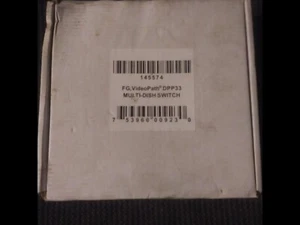 145574
FG,VideoPath® DPP33
MULTI-DISH SWITCH